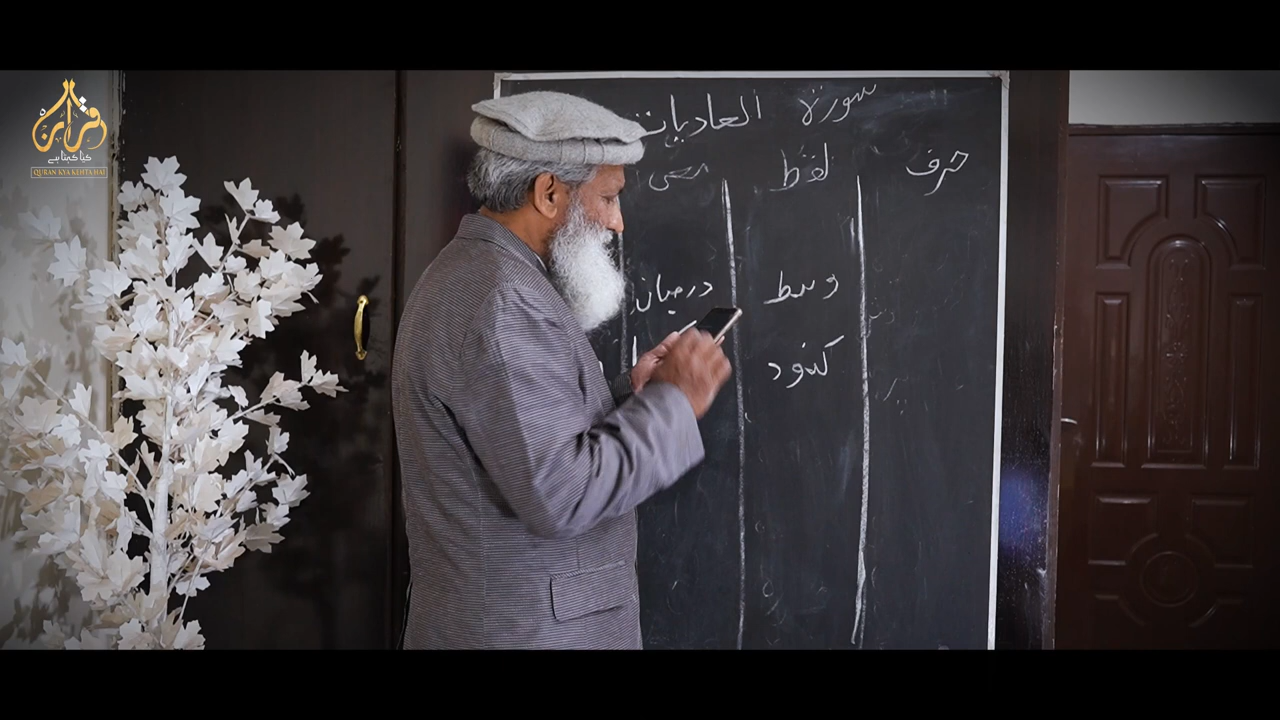 سورۃ العادیات
حرف لفظ معنی
وسط درمیان
کنود
قرآن
کیا کہتا ہے
QURAN KYA KEHTA HAI